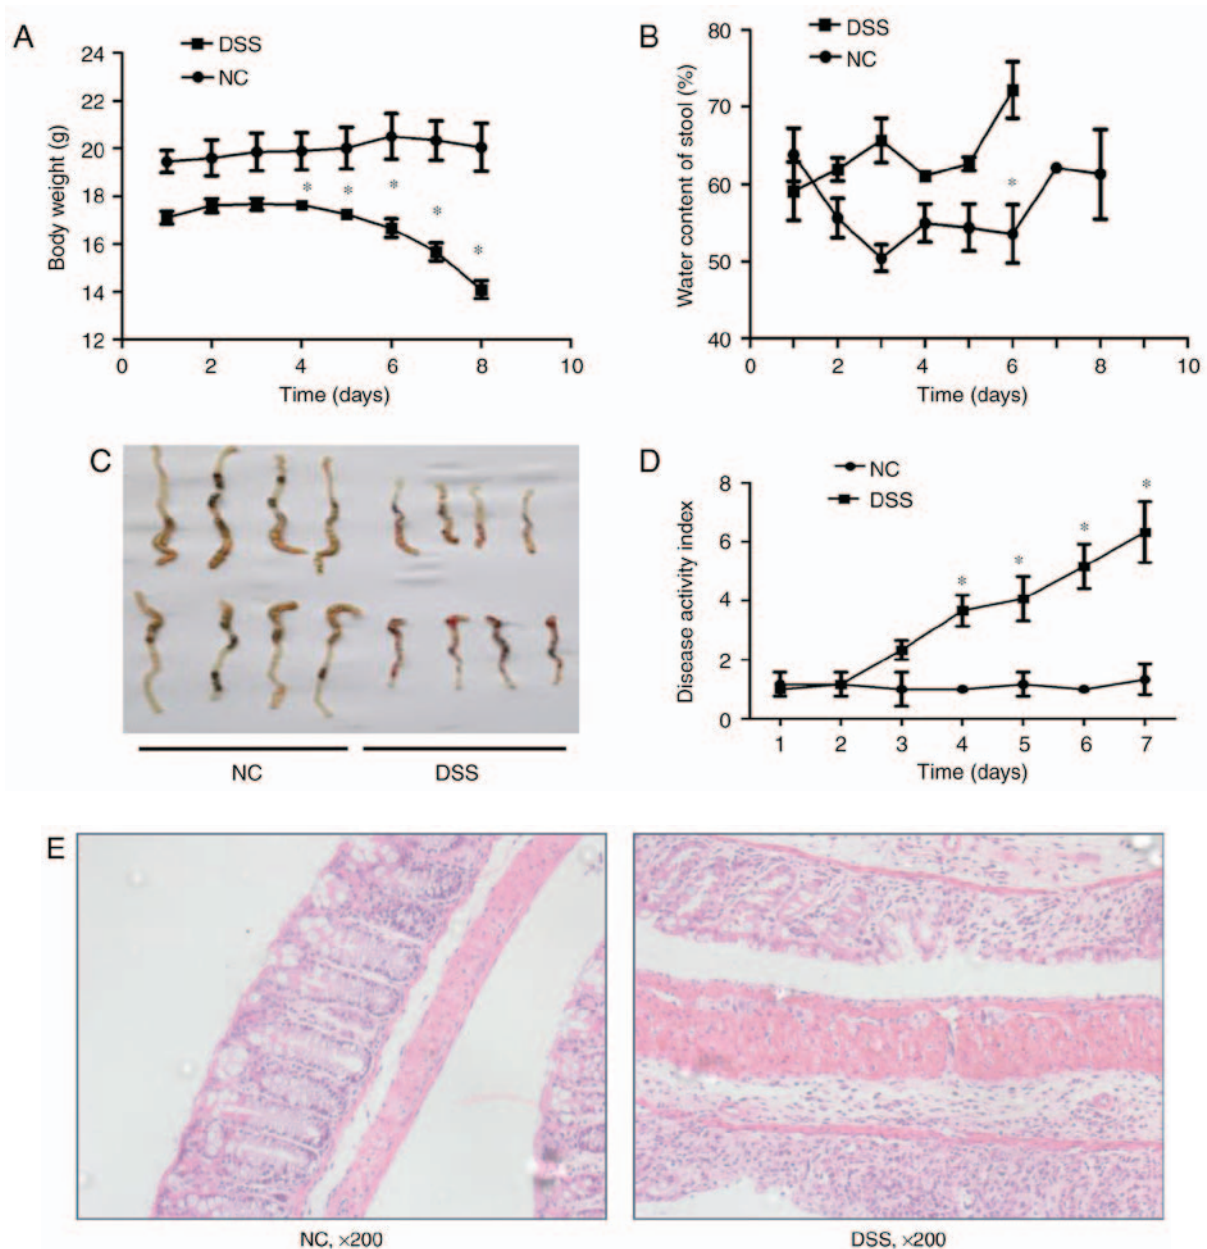 A
DSS
NC
24
22
20
18
16
14
12
Body weight (g)
* * * * *
0 2 4 6 8 10
Time (days)
B
DSS
NC
80
70
60
50
40
Water content of stool (%)
*
0 2 4 6 8 10
Time (days)
C
NC DSS
D
NC
DSS
8
6
4
2
0
Disease activity index
* * * *
1 2 3 4 5 6 7
Time (days)
E
NC, ×200
DSS, ×200